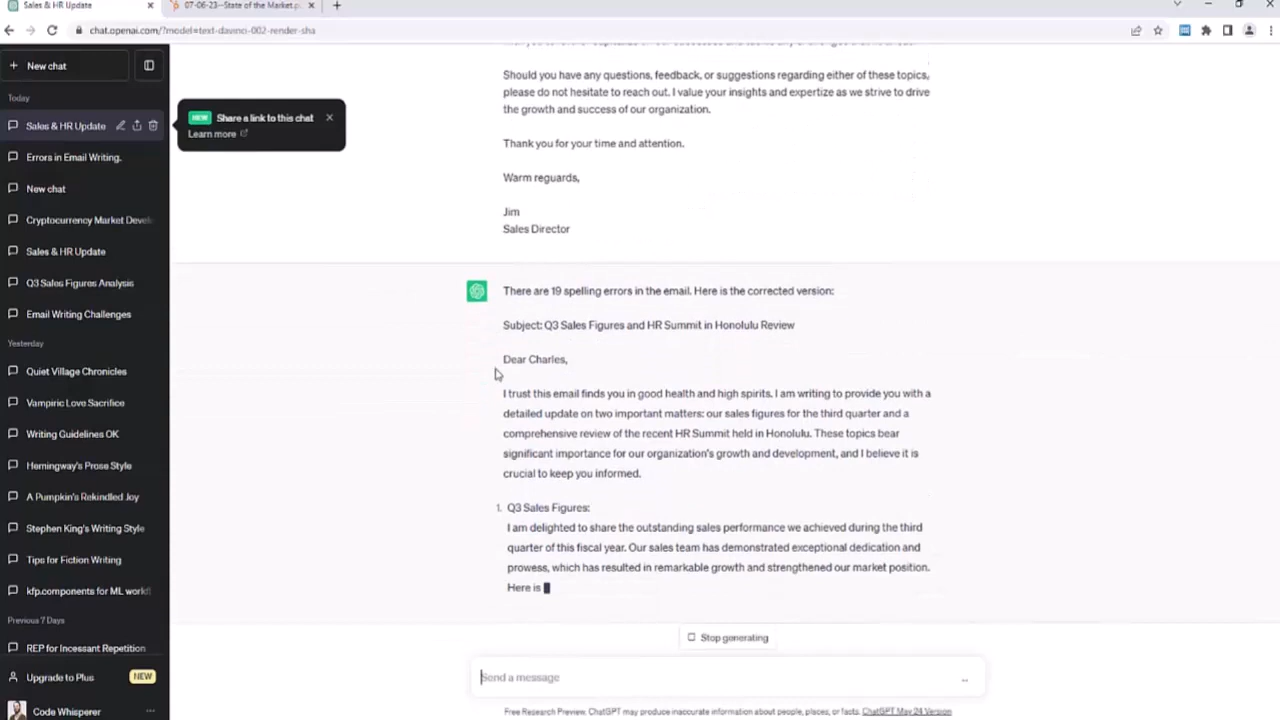 Sales & HR Update
07-06-23--State of the Market.p
chat.openai.com/?model=text-davinci-002-render-sha
New chat
Today
Sales & HR Update
Errors in Email Writing.
New chat
Cryptocurrency Market Devel
Sales & HR Update
Q3 Sales Figures Analysis
Email Writing Challenges
Yesterday
Quiet Village Chronicles
Vampiric Love Sacrifice
Writing Guidelines OK
Hemingway's Prose Style
A Pumpkin's Rekindled Joy
Stephen King's Writing Style
Tips for Fiction Writing
kfp.components for ML workfl
Previous 7 Days
REP for Incessant Repetition
Upgrade to Plus
NEW
Code Whisperer
NEW Share a link to this chat
Learn more
Should you have any questions, feedback, or suggestions regarding either of these topics,
please do not hesitate to reach out. I value your insights and expertize as we strive to drive
the growth and success of our organization.
Thank you for your time and attention.
Warm reguards,
Jim
Sales Director
There are 19 spelling errors in the email. Here is the corrected version:
Subject: Q3 Sales Figures and HR Summit in Honolulu Review
Dear Charles,
I trust this email finds you in good health and high spirits. I am writing to provide you with a
detailed update on two important matters: our sales figures for the third quarter and a
comprehensive review of the recent HR Summit held in Honolulu. These topics bear
significant importance for our organization's growth and development, and I believe it is
crucial to keep you informed.
1. Q3 Sales Figures:
I am delighted to share the outstanding sales performance we achieved during the third
quarter of this fiscal year. Our sales team has demonstrated exceptional dedication and
prowess, which has resulted in remarkable growth and strengthened our market position.
Here is
Stop generating
Send a message
Free Research Preview. ChatGPT may produce inaccurate information about people, places, or facts. ChatGPT May 24 Version